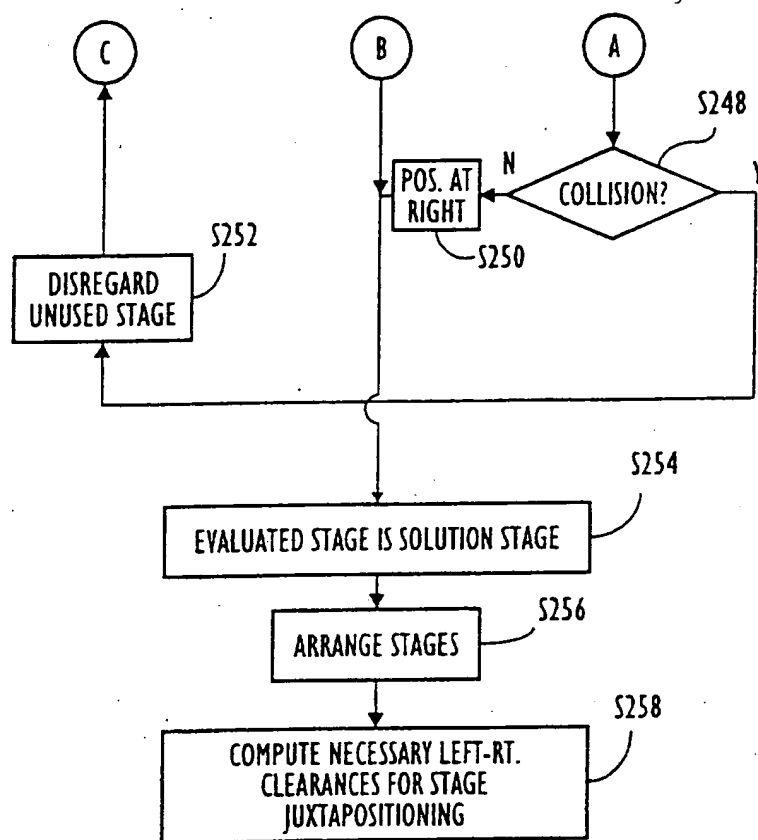 C
B
A
S248
N
Y
POS. AT
RIGHT
COLLISION?
S250
S252
DISREGARD
UNUSED STAGE
S254
EVALUATED STAGE IS SOLUTION STAGE
S256
ARRANGE STAGES
S258
COMPUTE NECESSARY LEFT-RT.
CLEARANCES FOR STAGE
JUXTAPOSITIONING